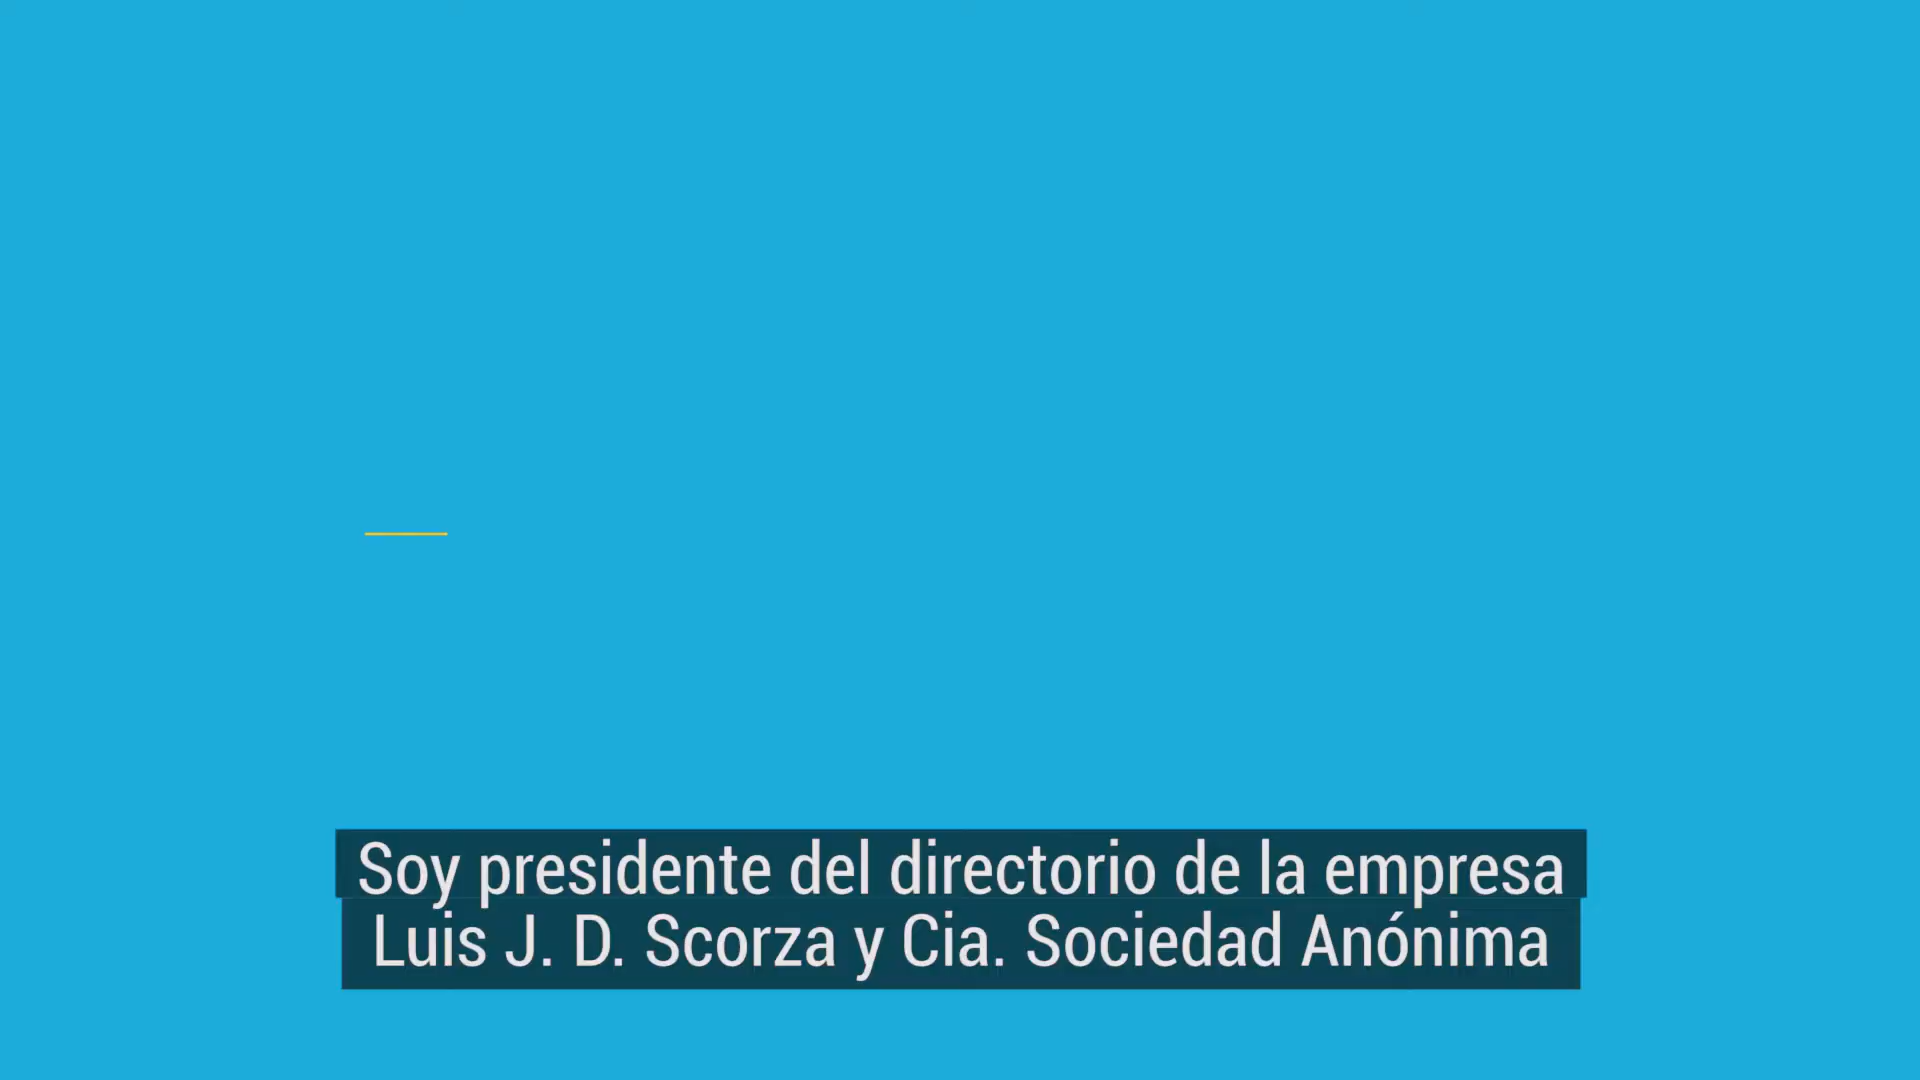 Soy presidente del directorio de la empresa
Luis J. D. Scorza y Cia. Sociedad Anónima